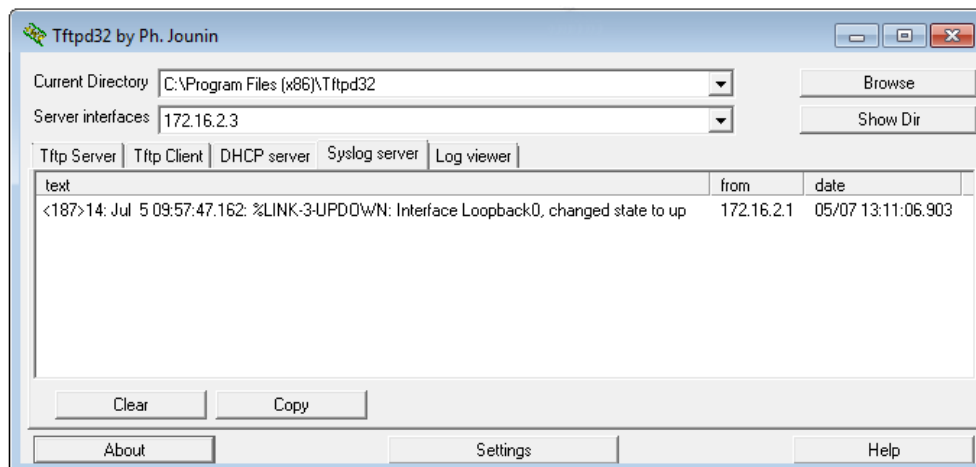 Tftpd32 by Ph. Jounin
Current Directory C:\Program Files (x86)\Tftpd32 Browse
Server interfaces 172.16.2.3 Show Dir
Tftp Server Tftp Client DHCP server Syslog server Log viewer
text from date
<187>14: Jul  5 09:57:47.162: %LINK-3-UPDOWN: Interface Loopback0, changed state to up 172.16.2.1 05/07 13:11:06.903
Clear Copy
About Settings Help